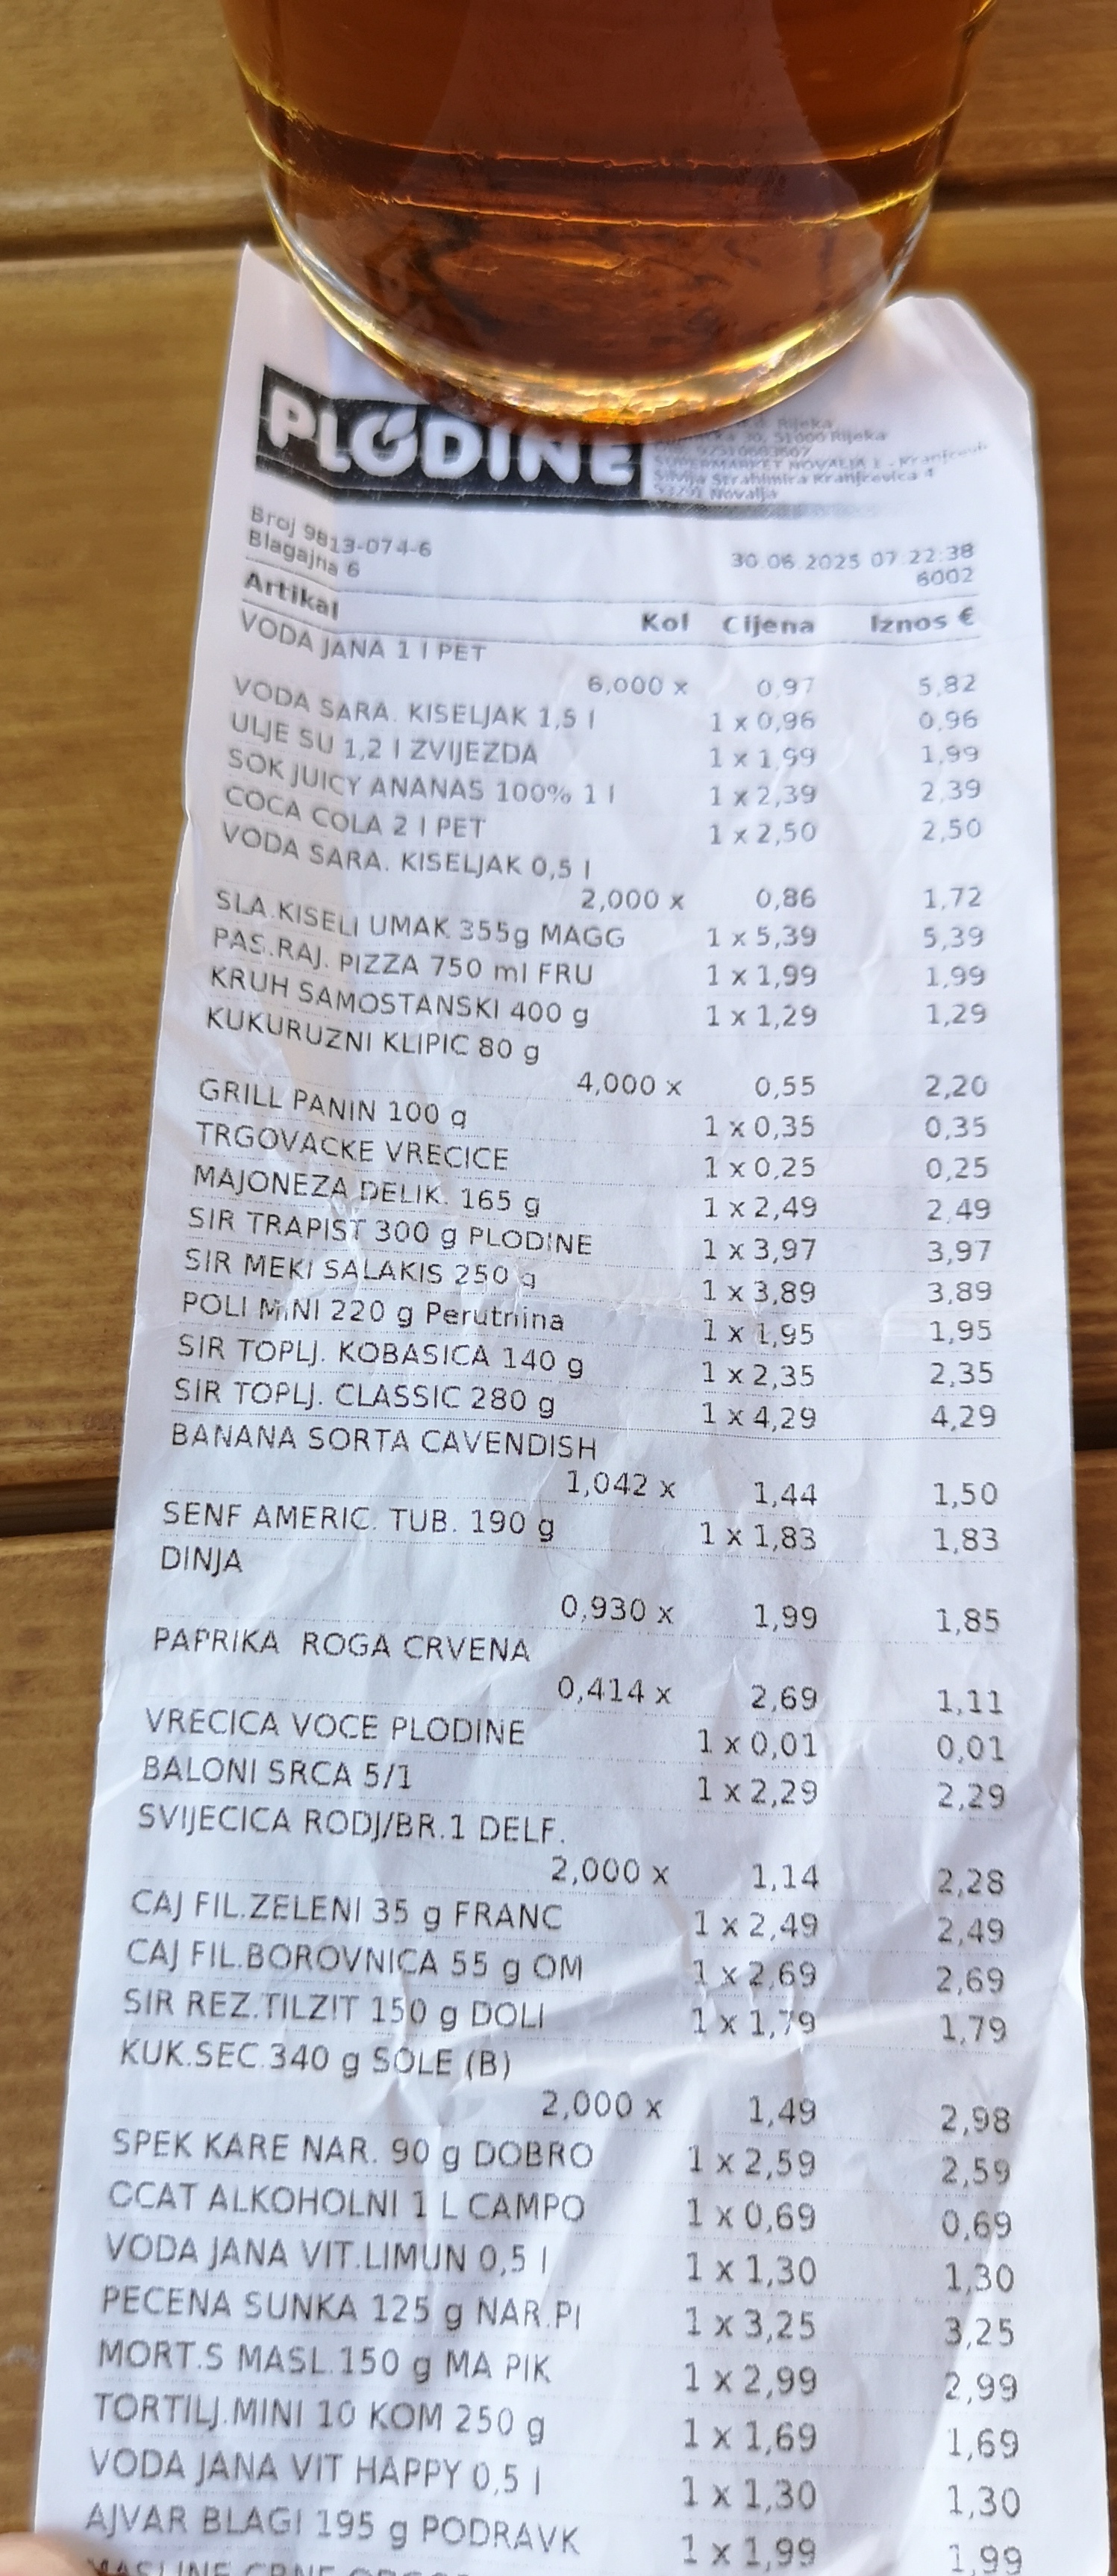 PLODINE
Rijeka
30, 51000 Rijeka
SUPERMARKET NOVALJA 1 - Kranjcevic
Silvija Strahimira Kranjcevica 4
Novalja
Broj 9813-074-6
30.06.2025 07:22:38
Blagajna 6
6002
Artikal Kol Cijena Iznos €
VODA JANA 1 l PET
6,000 x 0,97 5,82
VODA SARA. KISELJAK 1,5 l 1 x 0,96 0,96
ULJE SU 1,2 l ZVIJEZDA 1 x 1,99 1,99
SOK JUICY ANANAS 100% 1 l 1 x 2,39 2,39
COCA COLA 2 l PET 1 x 2,50 2,50
VODA SARA. KISELJAK 0,5 l
2,000 x 0,86 1,72
SLA.KISELI UMAK 355g MAGG 1 x 5,39 5,39
PAS.RAJ. PIZZA 750 ml FRU 1 x 1,99 1,99
KRUH SAMOSTANSKI 400 g 1 x 1,29 1,29
KUKURUZNI KLIPIC 80 g
4,000 x 0,55 2,20
GRILL PANIN 100 g 1 x 0,35 0,35
TRGOVACKE VRECICE 1 x 0,25 0,25
MAJONEZA DELIK. 165 g 1 x 2,49 2,49
SIR TRAPIST 300 g PLODINE 1 x 3,97 3,97
SIR MEKI SALAKIS 250 g 1 x 3,89 3,89
POLI MINI 220 g Perutnina 1 x 1,95 1,95
SIR TOPLJ. KOBASICA 140 g 1 x 2,35 2,35
SIR TOPLJ. CLASSIC 280 g 1 x 4,29 4,29
BANANA SORTA CAVENDISH
1,042 x 1,44 1,50
SENF AMERIC. TUB. 190 g 1 x 1,83 1,83
DINJA
0,930 x 1,99 1,85
PAPRIKA ROGA CRVENA
0,414 x 2,69 1,11
VRECICA VOCE PLODINE 1 x 0,01 0,01
BALONI SRCA 5/1 1 x 2,29 2,29
SVIJECICA RODJ/BR.1 DELF.
2,000 x 1,14 2,28
CAJ FIL.ZELENI 35 g FRANC 1 x 2,49 2,49
CAJ FIL.BOROVNICA 55 g OM 1 x 2,69 2,69
SIR REZ.TILZIT 150 g DOLI 1 x 1,79 1,79
KUK.SEC.340 g SOLE (B)
2,000 x 1,49 2,98
SPEK KARE NAR. 90 g DOBRO 1 x 2,59 2,59
OCAT ALKOHOLNI 1 L CAMPO 1 x 0,69 0,69
VODA JANA VIT.LIMUN 0,5 l 1 x 1,30 1,30
PECENA SUNKA 125 g NAR.PI 1 x 3,25 3,25
MORT.S MASL.150 g MA PIK 1 x 2,99 2,99
TORTILJ.MINI 10 KOM 250 g 1 x 1,69 1,69
VODA JANA VIT HAPPY 0,5 l 1 x 1,30 1,30
AJVAR BLAGI 195 g PODRAVK 1 x 1,99 1,99
MASLINE CRNE